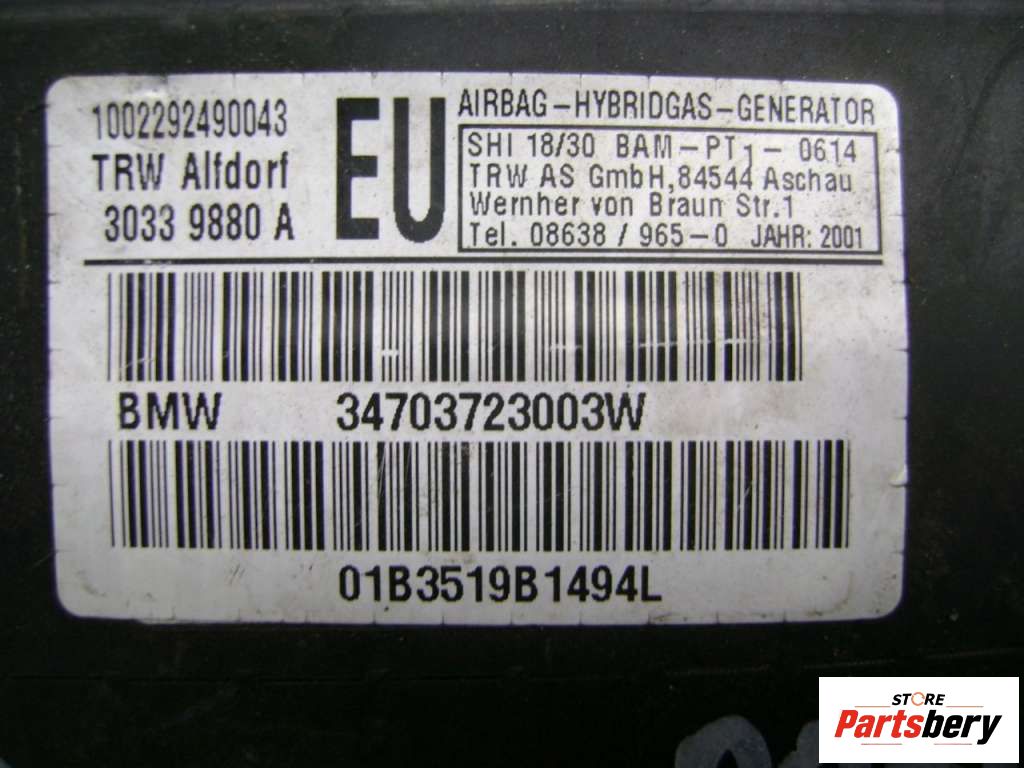 1002292490043
TRW Alfdorf
3033 9880 A
EU
AIRBAG-HYBRIDGAS-GENERATOR
SHI 18/30 BAM-PT1- 0614
TRW AS GmbH,84544 Aschau
Wernher von Braun Str.1
Tel. 08638 / 965-0 JAHR: 2001
BMW 34703723003W
01B3519B1494L
STORE
Partsbery